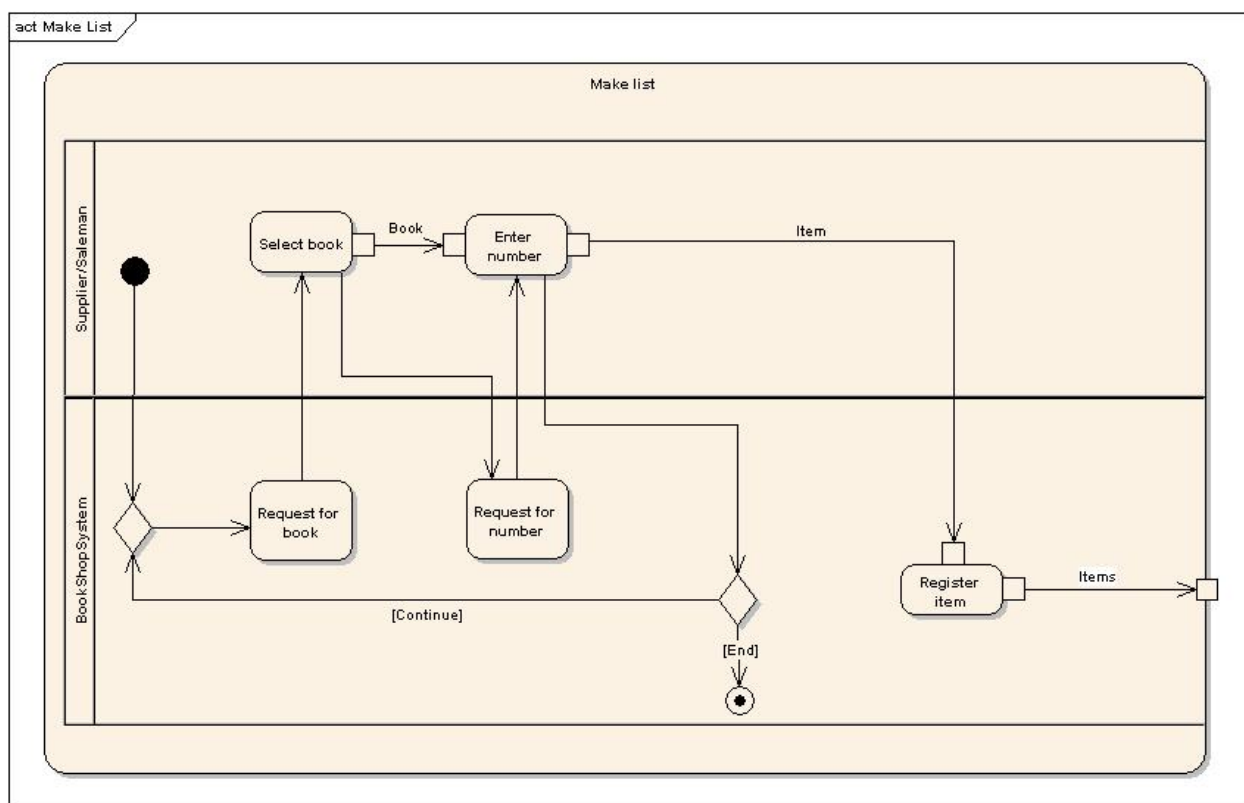 act Make List
Make list
Supplier/Saleman
Select book
Book
Enter
number
Item
BookShopSystem
Request for
book
Request for
number
[Continue]
[End]
Register
item
Items